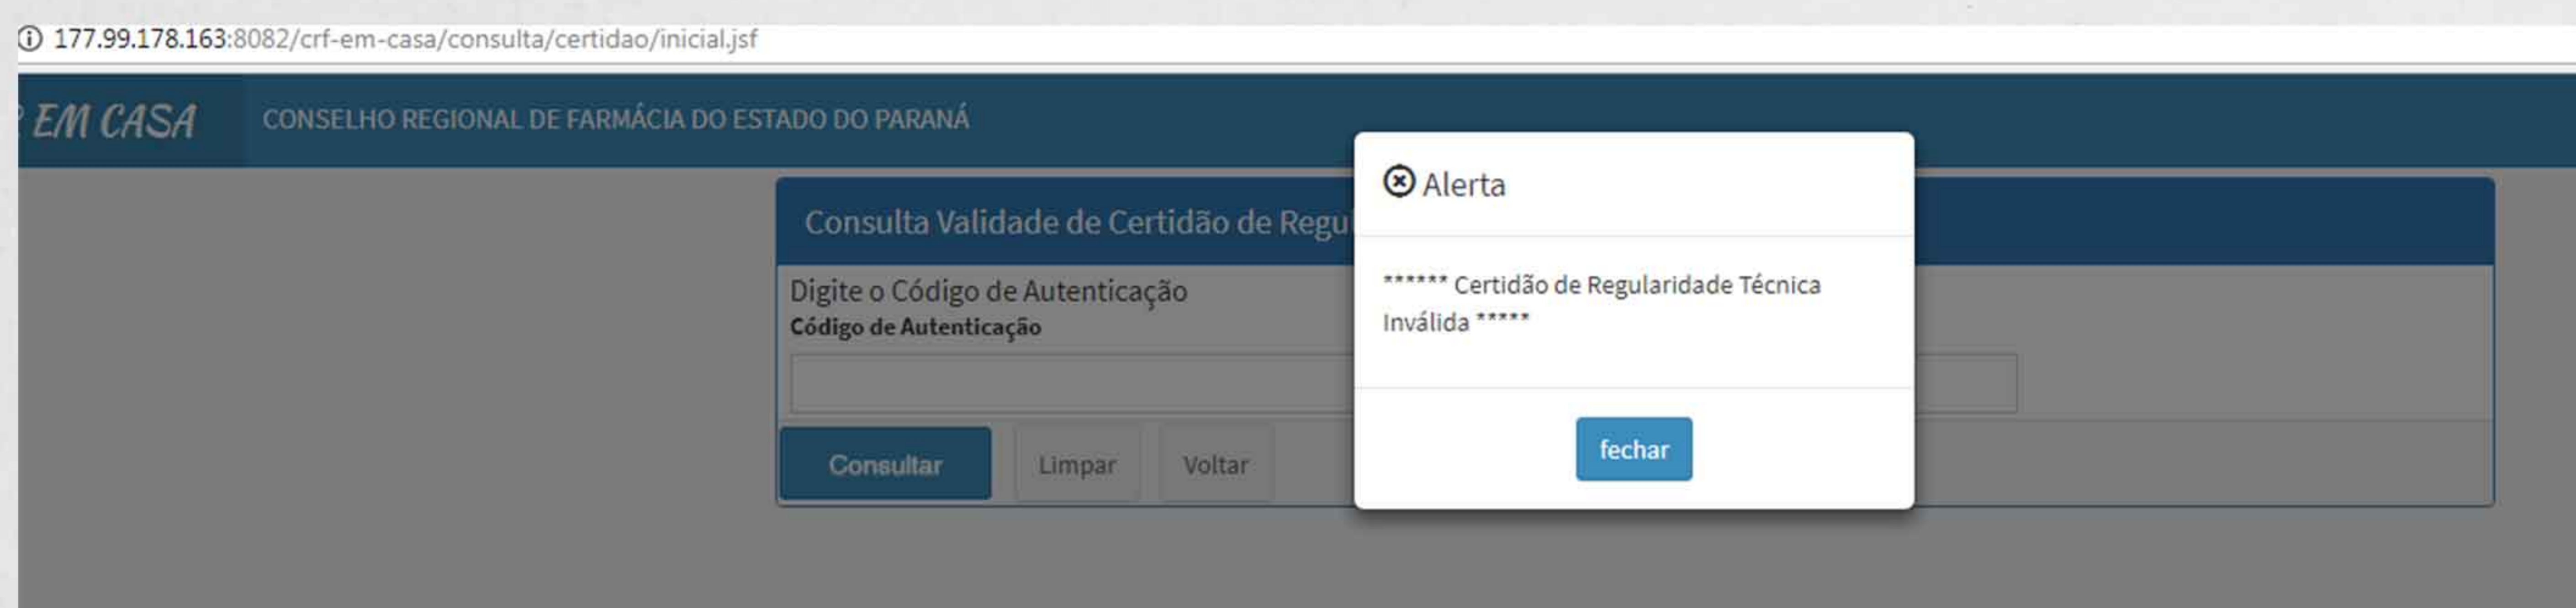 177.99.178.163:8082/crf-em-casa/consulta/certidao/inicial.jsf
EM CASA
CONSELHO REGIONAL DE FARMÁCIA DO ESTADO DO PARANÁ
Alerta
Consulta Validade de Certidão de Regul
****** Certidão de Regularidade Técnica
Inválida *****
Digite o Código de Autenticação
Código de Autenticação
Consultar
Limpar
Voltar
fechar